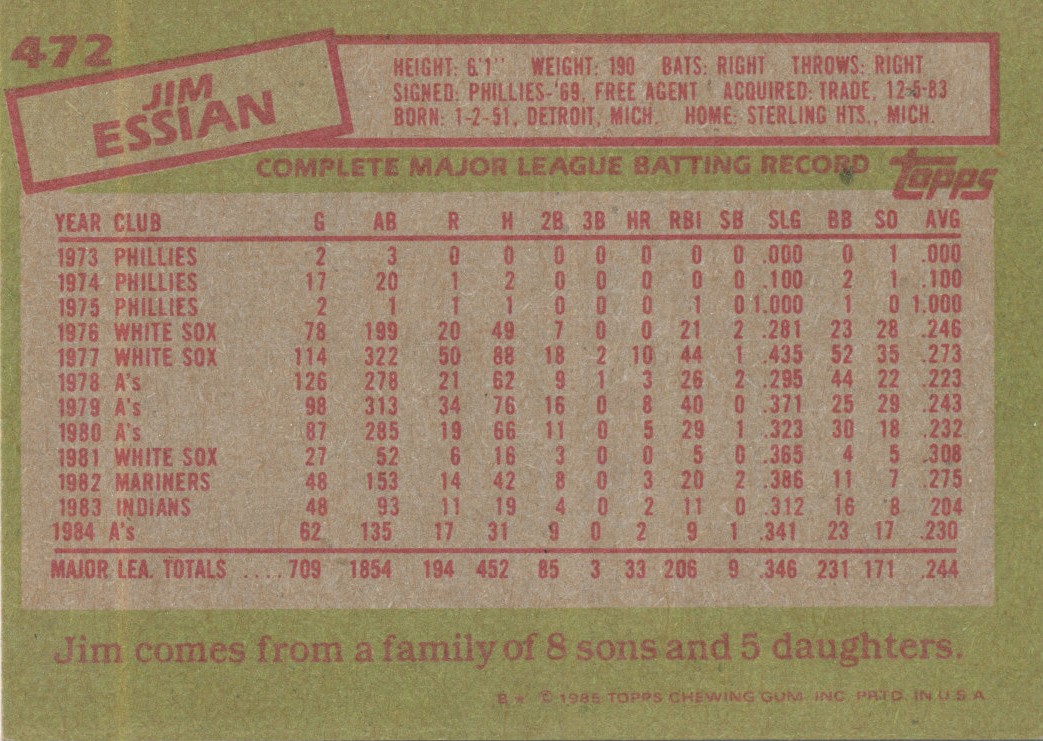 472
JIM
ESSIAN
HEIGHT: 6'1" WEIGHT: 190 BATS: RIGHT THROWS: RIGHT
SIGNED: PHILLIES-'69, FREE AGENT ACQUIRED: TRADE, 12-5-83
BORN: 1-2-51, DETROIT, MICH. HOME: STERLING HTS., MICH.
COMPLETE MAJOR LEAGUE BATTING RECORD
Topps
YEAR CLUB G AB R H 2B 3B HR RBI SB SLG BB SO AVG
1973 PHILLIES 2 3 0 0 0 0 0 0 0 .000 0 1 .000
1974 PHILLIES 17 20 1 2 0 0 0 0 0 .100 2 1 .100
1975 PHILLIES 2 1 1 1 0 0 0 1 0 1.000 1 0 1.000
1976 WHITE SOX 78 199 20 49 7 0 0 21 2 .281 23 28 .246
1977 WHITE SOX 114 322 50 88 18 2 10 44 1 .435 52 35 .273
1978 A's 126 278 21 62 9 1 3 26 2 .295 44 22 .223
1979 A's 98 313 34 76 16 0 8 40 0 .371 25 29 .243
1980 A's 87 285 19 66 11 0 5 29 1 .323 30 18 .232
1981 WHITE SOX 27 52 6 16 3 0 0 5 0 .365 4 5 .308
1982 MARINERS 48 153 14 42 8 0 3 20 2 .386 11 7 .275
1983 INDIANS 48 93 11 19 4 0 2 11 0 .312 16 8 .204
1984 A's 62 135 17 31 9 0 2 9 1 .341 23 17 .230
MAJOR LEA. TOTALS .... 709 1854 194 452 85 3 33 206 9 .346 231 171 .244
Jim comes from a family of 8 sons and 5 daughters.
B* © 1985 TOPPS CHEWING GUM, INC. PRTD. IN U.S.A.